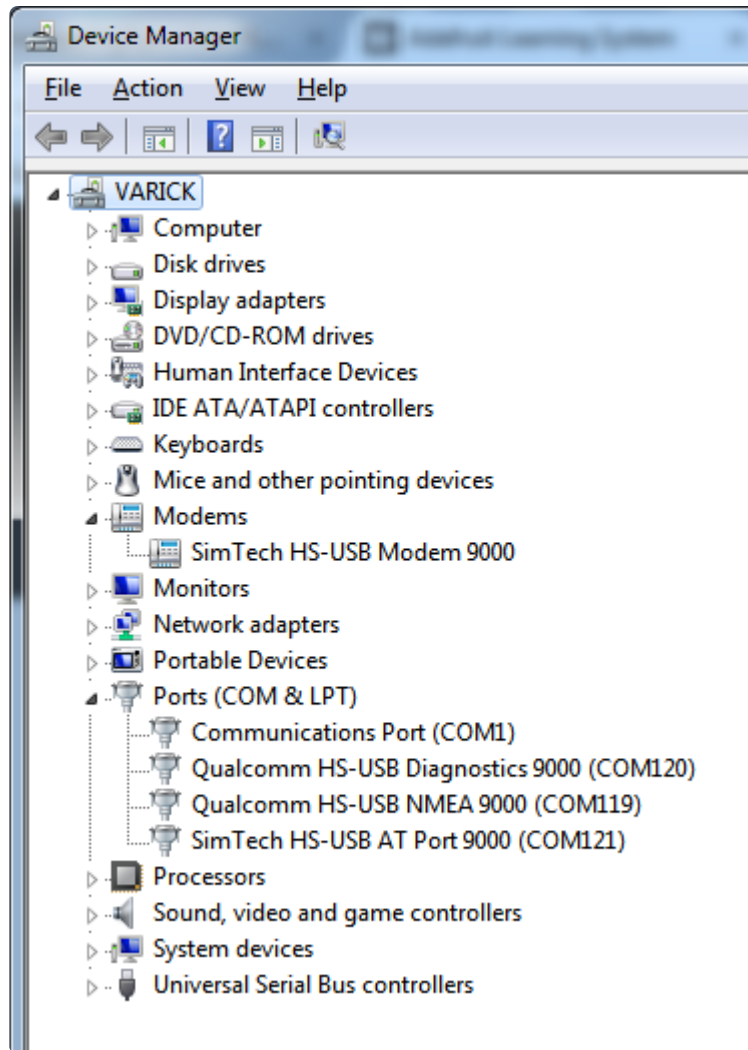 Device Manager
File Action View Help
VARICK
Computer
Disk drives
Display adapters
DVD/CD-ROM drives
Human Interface Devices
IDE ATA/ATAPI controllers
Keyboards
Mice and other pointing devices
Modems
SimTech HS-USB Modem 9000
Monitors
Network adapters
Portable Devices
Ports (COM & LPT)
Communications Port (COM1)
Qualcomm HS-USB Diagnostics 9000 (COM120)
Qualcomm HS-USB NMEA 9000 (COM119)
SimTech HS-USB AT Port 9000 (COM121)
Processors
Sound, video and game controllers
System devices
Universal Serial Bus controllers